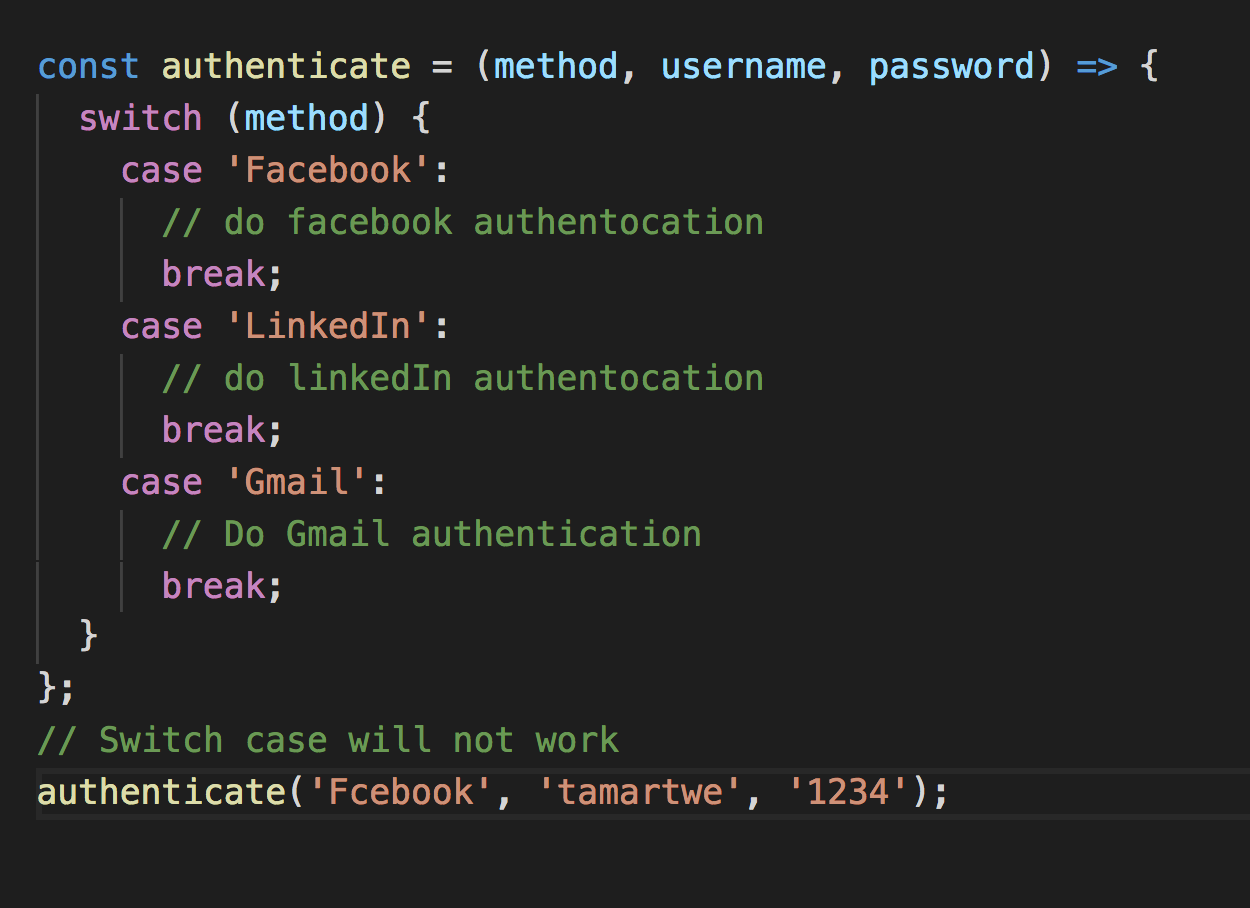 const authenticate = (method, username, password) => {
  switch (method) {
    case 'Facebook':
      // do facebook authentocation
      break;
    case 'LinkedIn':
      // do linkedIn authentocation
      break;
    case 'Gmail':
      // Do Gmail authentication
      break;
  }
};
// Switch case will not work
authenticate('Fcebook', 'tamartwe', '1234');